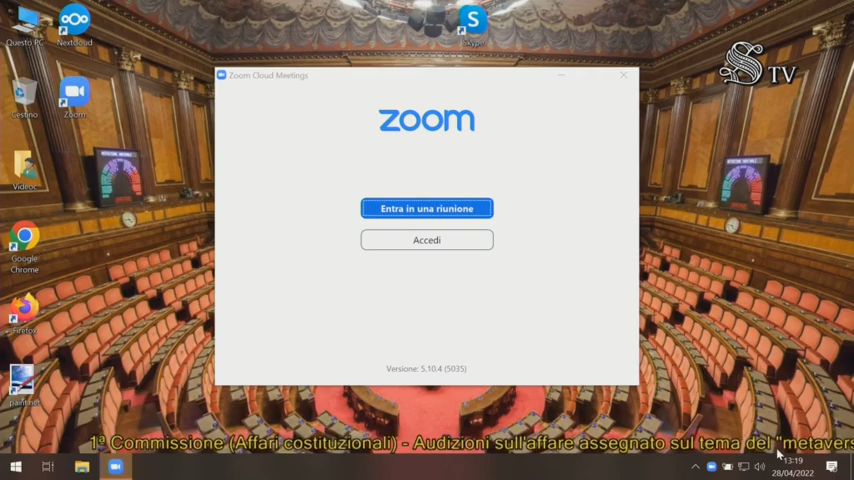 Questo PC
Nextcloud
Skype
S TV
Zoom Cloud Meetings
Cestino
Zoom
zoom
Entra in una riunione
Accedi
Google
Chrome
Firefox
paint.net
Versione: 5.10.4 (5035)
1ª Commissione (Affari costituzionali) - Audizioni sull'affare assegnato sul tema del "metavers
13:19
28/04/2022